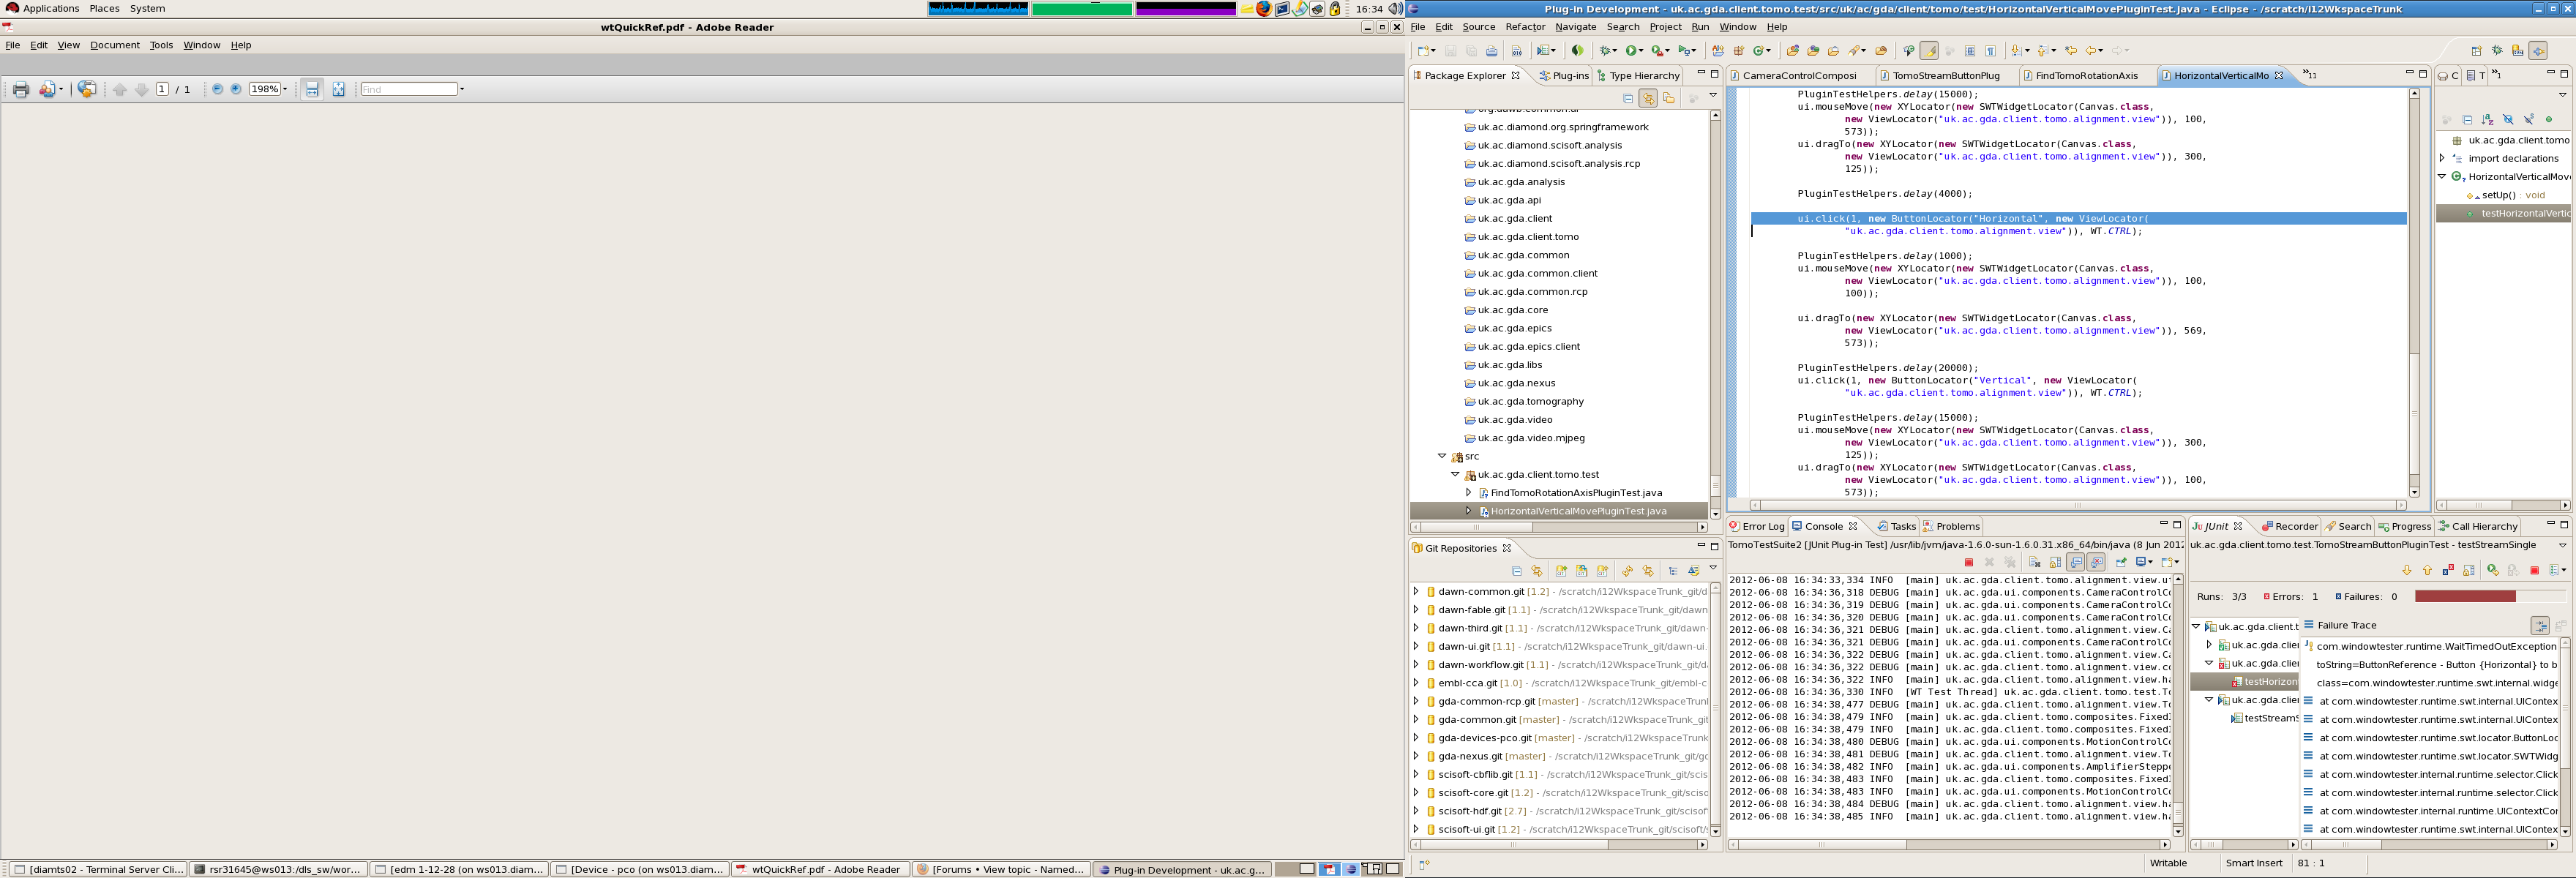 Applications Places System
16:34
wtQuickRef.pdf - Adobe Reader
File Edit View Document Tools Window Help
1 / 1
198%
Find
Plug-in Development - uk.ac.gda.client.tomo.test/src/uk/ac/gda/client/tomo/test/HorizontalVerticalMovePluginTest.java - Eclipse - /scratch/i12WkspaceTrunk
File Edit Source Refactor Navigate Search Project Run Window Help
Package Explorer Plug-ins Type Hierarchy
uk.ac.diamond.org.springframework
uk.ac.diamond.scisoft.analysis
uk.ac.diamond.scisoft.analysis.rcp
uk.ac.gda.analysis
uk.ac.gda.api
uk.ac.gda.client
uk.ac.gda.client.tomo
uk.ac.gda.common
uk.ac.gda.common.client
uk.ac.gda.common.rcp
uk.ac.gda.core
uk.ac.gda.epics
uk.ac.gda.epics.client
uk.ac.gda.libs
uk.ac.gda.nexus
uk.ac.gda.tomography
uk.ac.gda.video
uk.ac.gda.video.mjpeg
src
uk.ac.gda.client.tomo.test
FindTomoRotationAxisPluginTest.java
HorizontalVerticalMovePluginTest.java
Git Repositories
dawn-common.git [1.2] - /scratch/i12WkspaceTrunk_git/d
dawn-fable.git [1.1] - /scratch/i12WkspaceTrunk_git/dawn
dawn-third.git [1.1] - /scratch/i12WkspaceTrunk_git/dawn-
dawn-ui.git [1.1] - /scratch/i12WkspaceTrunk_git/dawn-ui.
dawn-workflow.git [1.1] - /scratch/i12WkspaceTrunk_git/d
embl-cca.git [1.0] - /scratch/i12WkspaceTrunk_git/embl-c
gda-common-rcp.git [master] - /scratch/i12WkspaceTrunl
gda-common.git [master] - /scratch/i12WkspaceTrunk_git
gda-devices-pco.git [master] - /scratch/i12WkspaceTrunk
gda-nexus.git [master] - /scratch/i12WkspaceTrunk_git/gc
scisoft-cbflib.git [1.1] - /scratch/i12WkspaceTrunk_git/scis
scisoft-core.git [1.2] - /scratch/i12WkspaceTrunk_git/scisc
scisoft-hdf.git [2.7] - /scratch/i12WkspaceTrunk_git/scisof
scisoft-ui.git [1.2] - /scratch/i12WkspaceTrunk_git/scisoft/
CameraControlComposi TomoStreamButtonPlug FindTomoRotationAxis HorizontalVerticalMo »11
PluginTestHelpers.delay(15000);
ui.mouseMove(new XYLocator(new SWTWidgetLocator(Canvas.class,
new ViewLocator("uk.ac.gda.client.tomo.alignment.view")), 100,
573));
ui.dragTo(new XYLocator(new SWTWidgetLocator(Canvas.class,
new ViewLocator("uk.ac.gda.client.tomo.alignment.view")), 300,
125));
PluginTestHelpers.delay(4000);
ui.click(1, new ButtonLocator("Horizontal", new ViewLocator(
"uk.ac.gda.client.tomo.alignment.view")), WT.CTRL);
PluginTestHelpers.delay(1000);
ui.mouseMove(new XYLocator(new SWTWidgetLocator(Canvas.class,
new ViewLocator("uk.ac.gda.client.tomo.alignment.view")), 100,
100));
ui.dragTo(new XYLocator(new SWTWidgetLocator(Canvas.class,
new ViewLocator("uk.ac.gda.client.tomo.alignment.view")), 569,
573));
PluginTestHelpers.delay(20000);
ui.click(1, new ButtonLocator("Vertical", new ViewLocator(
"uk.ac.gda.client.tomo.alignment.view")), WT.CTRL);
PluginTestHelpers.delay(15000);
ui.mouseMove(new XYLocator(new SWTWidgetLocator(Canvas.class,
new ViewLocator("uk.ac.gda.client.tomo.alignment.view")), 300,
125));
ui.dragTo(new XYLocator(new SWTWidgetLocator(Canvas.class,
new ViewLocator("uk.ac.gda.client.tomo.alignment.view")), 100,
573));
C T »1
uk.ac.gda.client.tomo
import declarations
HorizontalVerticalMov
setUp() : void
testHorizontalVertic
Error Log Console Tasks Problems
TomoTestSuite2 [JUnit Plug-in Test] /usr/lib/jvm/java-1.6.0-sun-1.6.0.31.x86_64/bin/java (8 Jun 2012
2012-06-08 16:34:33,334 INFO [main] uk.ac.gda.client.tomo.alignment.view.u
2012-06-08 16:34:36,318 DEBUG [main] uk.ac.gda.ui.components.CameraControlCo
2012-06-08 16:34:36,319 DEBUG [main] uk.ac.gda.ui.components.CameraControlCo
2012-06-08 16:34:36,320 DEBUG [main] uk.ac.gda.ui.components.CameraControlCo
2012-06-08 16:34:36,321 DEBUG [main] uk.ac.gda.client.tomo.alignment.view.Ca
2012-06-08 16:34:36,321 DEBUG [main] uk.ac.gda.ui.components.CameraControlCo
2012-06-08 16:34:36,322 DEBUG [main] uk.ac.gda.client.tomo.alignment.view.Ca
2012-06-08 16:34:36,322 DEBUG [main] uk.ac.gda.client.tomo.alignment.view.co
2012-06-08 16:34:36,322 INFO [main] uk.ac.gda.client.tomo.alignment.view.ha
2012-06-08 16:34:36,330 INFO [WT Test Thread] uk.ac.gda.client.tomo.test.To
2012-06-08 16:34:38,477 DEBUG [main] uk.ac.gda.client.tomo.alignment.view.To
2012-06-08 16:34:38,479 INFO [main] uk.ac.gda.client.tomo.composites.Fixed
2012-06-08 16:34:38,479 INFO [main] uk.ac.gda.client.tomo.composites.Fixed
2012-06-08 16:34:38,480 DEBUG [main] uk.ac.gda.ui.components.MotionControlCo
2012-06-08 16:34:38,481 DEBUG [main] uk.ac.gda.client.tomo.alignment.view.To
2012-06-08 16:34:38,482 INFO [main] uk.ac.gda.ui.components.AmplifierSteppe
2012-06-08 16:34:38,483 INFO [main] uk.ac.gda.client.tomo.composites.Fixed
2012-06-08 16:34:38,483 INFO [main] uk.ac.gda.ui.components.MotionControlCo
2012-06-08 16:34:38,484 DEBUG [main] uk.ac.gda.client.tomo.alignment.view.ha
2012-06-08 16:34:38,485 INFO [main] uk.ac.gda.client.tomo.alignment.view.ha
JUnit Recorder Search Progress Call Hierarchy
uk.ac.gda.client.tomo.test.TomoStreamButtonPluginTest - testStreamSingle
Runs: 3/3 Errors: 1 Failures: 0
uk.ac.gda.client.t
uk.ac.gda.clie
uk.ac.gda.clie
testHorizon
uk.ac.gda.clie
testStreamS
Failure Trace
com.windowtester.runtime.WaitTimedOutException
toString=ButtonReference - Button {Horizontal} to b
class=com.windowtester.runtime.swt.internal.widge
at com.windowtester.runtime.swt.internal.UIContex
at com.windowtester.runtime.swt.internal.UIContex
at com.windowtester.runtime.swt.locator.ButtonLoc
at com.windowtester.runtime.swt.locator.SWTWidg
at com.windowtester.internal.runtime.selector.Click
at com.windowtester.internal.runtime.selector.Click
at com.windowtester.internal.runtime.UIContextCor
at com.windowtester.runtime.swt.internal.UIContex
Writable Smart Insert 81 : 1
[diamts02 - Terminal Server Cli... rsr31645@ws013:/dls_sw/wor... [edm 1-12-28 (on ws013.diam... [Device - pco (on ws013.diam... wtQuickRef.pdf - Adobe Reader [Forums • View topic - Named... Plug-in Development - uk.ac.g...